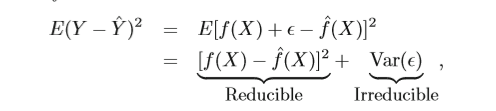 E(Y − Ŷ)² = E[f(X) + ϵ − f̂(X)]²
= [f(X) − f̂(X)]² + Var(ϵ) ,
Reducible Irreducible